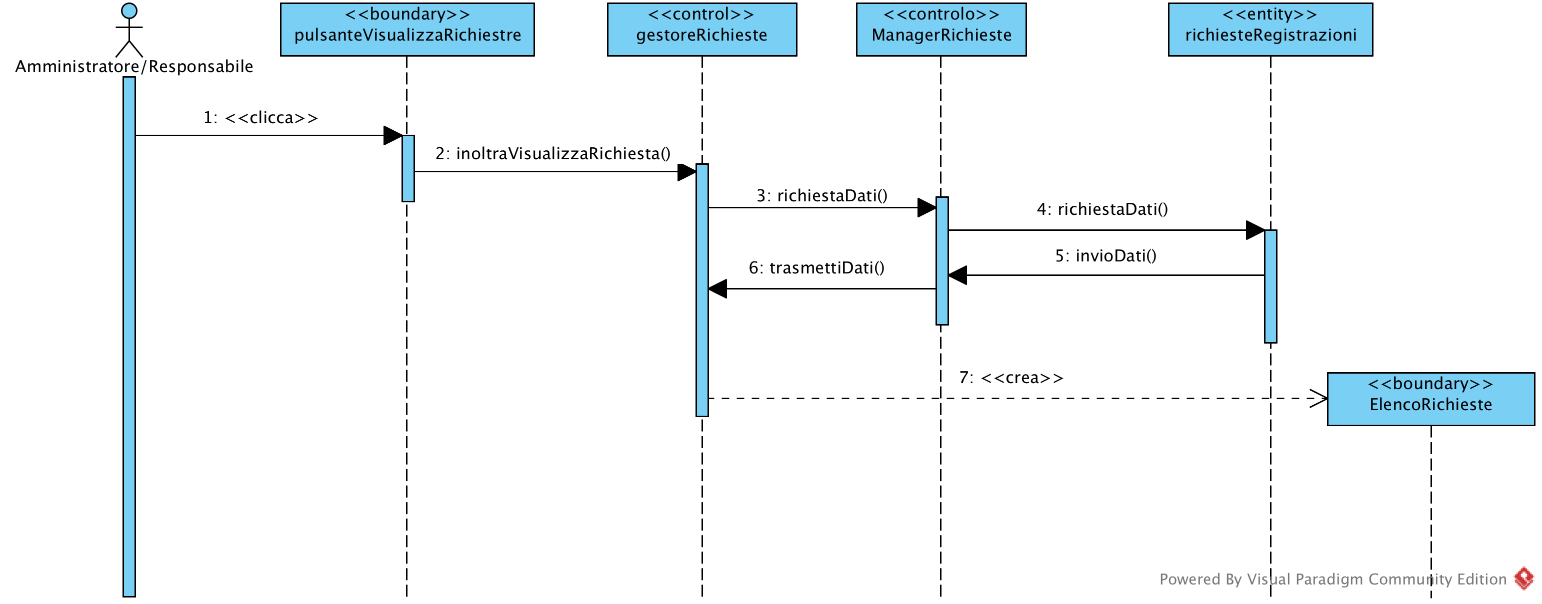 <<boundary>>
pulsanteVisualizzaRichiestre
<<control>>
gestoreRichieste
<<controlo>>
ManagerRichieste
<<entity>>
richiesteRegistrazioni
Amministratore/Responsabile
1: <<clicca>>
2: inoltraVisualizzaRichiesta()
3: richiestaDati()
4: richiestaDati()
5: invioDati()
6: trasmettiDati()
7: <<crea>>
<<boundary>>
ElencoRichieste
Powered By Visual Paradigm Community Edition